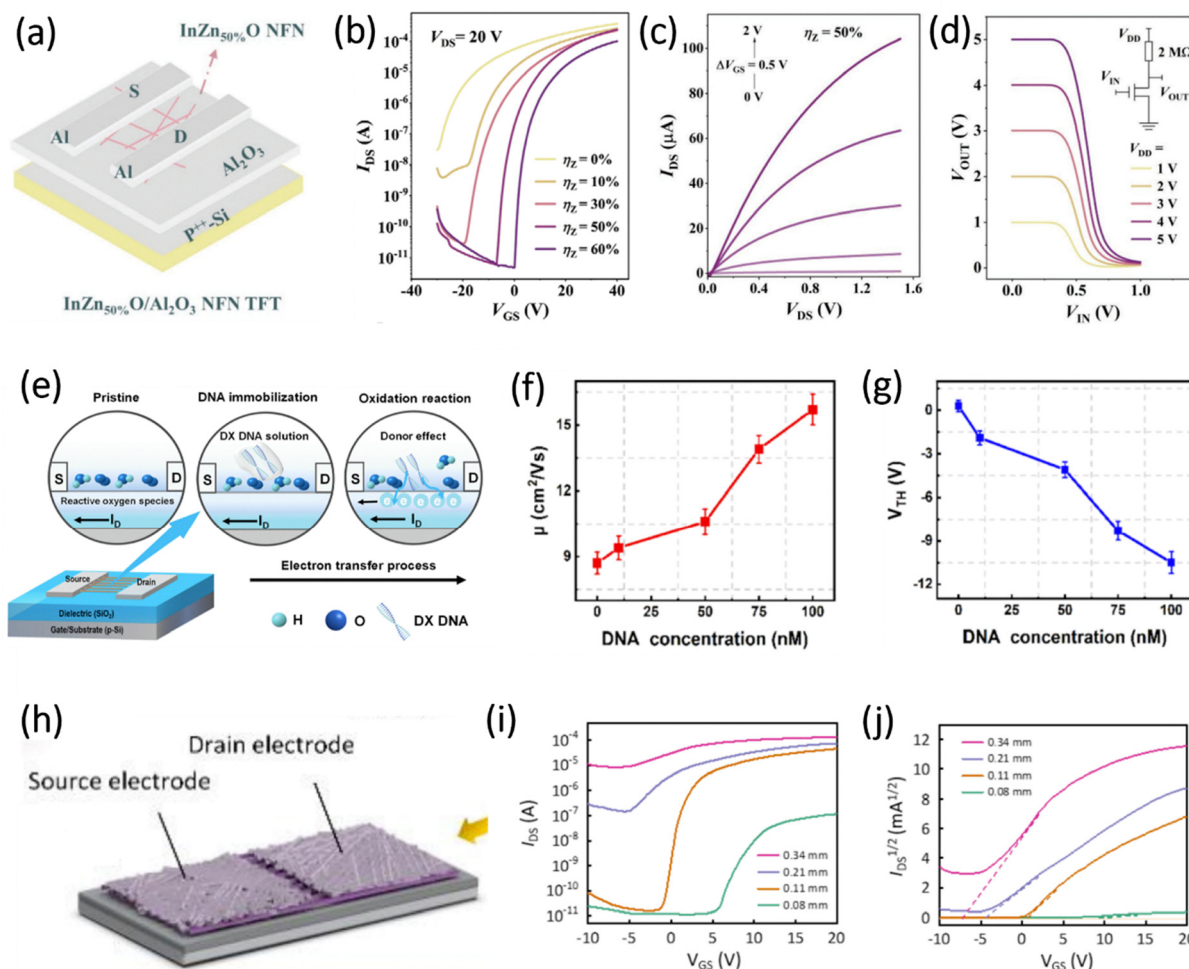 (a)
InZn50%O NFN
S
D
Al
Al
Al2O3
P++-Si
InZn50%O/Al2O3 NFN TFT
(b)
VDS = 20 V
IDS (A)
10-4
10-5
10-6
10-7
10-8
10-9
10-10
10-11
ηZ = 0%
ηZ = 10%
ηZ = 30%
ηZ = 50%
ηZ = 60%
-40 -20 0 20 40
VGS (V)
(c)
2 V
ηZ = 50%
ΔVGS = 0.5 V
0 V
IDS (μA)
100
80
60
40
20
0
0.0 0.4 0.8 1.2 1.6
VDS (V)
(d)
VDD
2 MΩ
VIN
VOUT
VOUT (V)
5
4
3
2
1
0
VDD =
1 V
2 V
3 V
4 V
5 V
0.0 0.5 1.0
VIN (V)
(e)
Pristine
DNA immobilization
Oxidation reaction
DX DNA solution
Donor effect
S D
S D
S D
Reactive oxygen species
ID
ID
ID
Source
Drain
Dielectric (SiO2)
Gate/Substrate (p-Si)
Electron transfer process
H
O
DX DNA
(f)
μ (cm2/Vs)
15
12
9
0 25 50 75 100
DNA concentration (nM)
(g)
VTH (V)
0
-3
-6
-9
-12
0 25 50 75 100
DNA concentration (nM)
(h)
Drain electrode
Source electrode
(i)
IDS (A)
10-4
10-5
10-6
10-7
10-8
10-9
10-10
10-11
0.34 mm
0.21 mm
0.11 mm
0.08 mm
-10 -5 0 5 10 15 20
VGS (V)
(j)
IDS1/2 (mA1/2)
12
10
8
6
4
2
0
0.34 mm
0.21 mm
0.11 mm
0.08 mm
-10 -5 0 5 10 15 20
VGS (V)